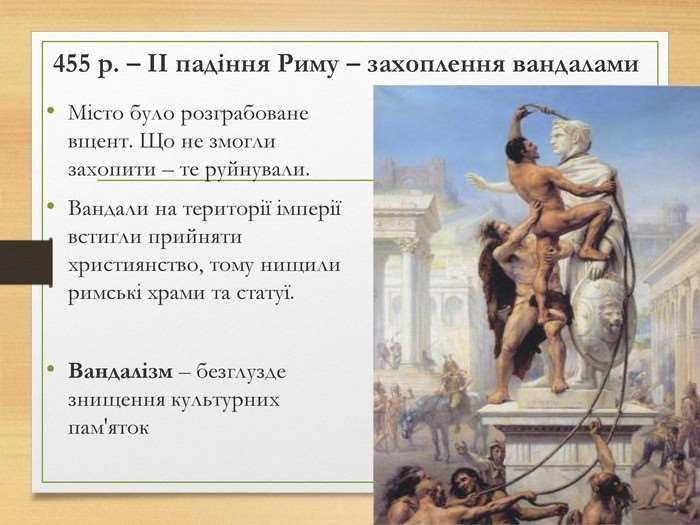 455 р. – ІІ падіння Риму – захоплення вандалами
• Місто було розграбоване
вщент. Що не змогли
захопити – те руйнували.
• Вандали на території імперії
встигли прийняти
християнство, тому нищили
римські храми та статуї.
• Вандалізм – безглузде
знищення культурних
пам'яток